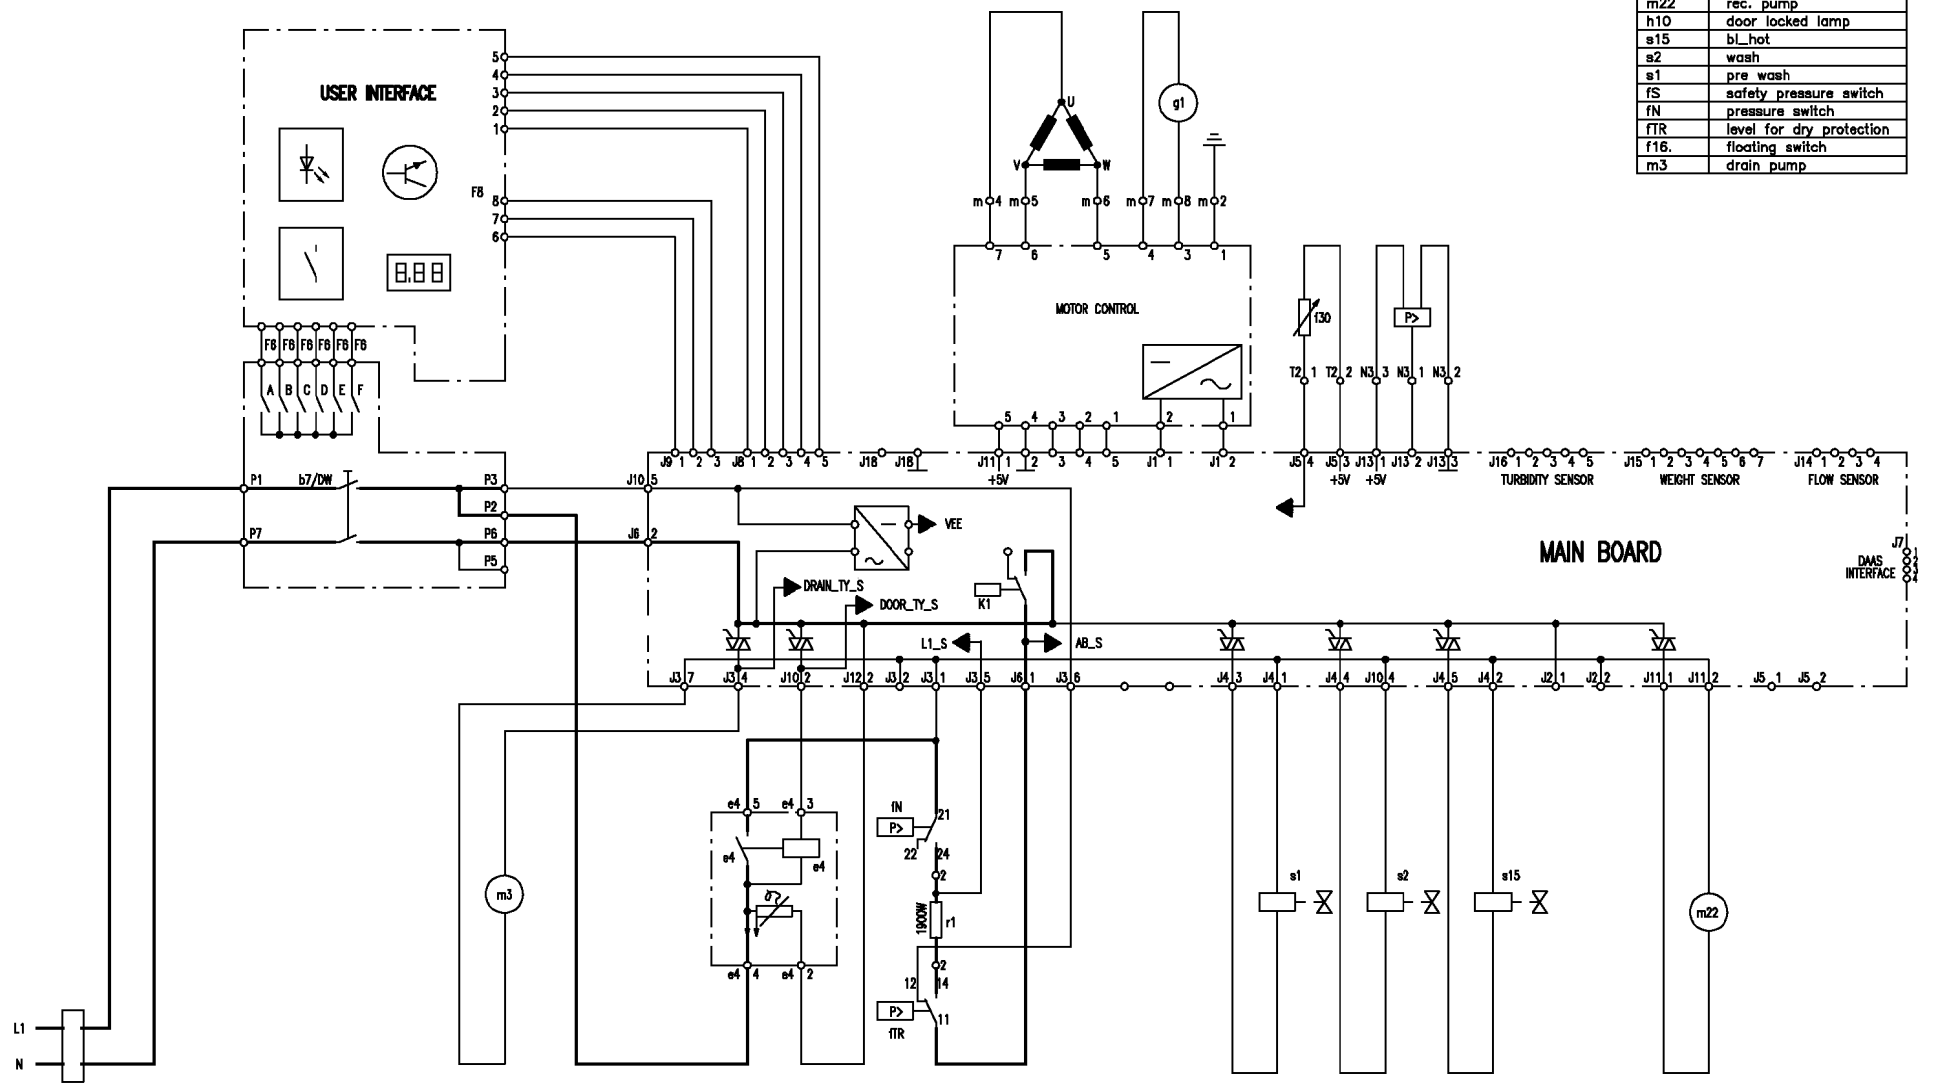 m22 rec. pump
h10 door locked lamp
s15 bl_hot
s2 wash
s1 pre wash
fS safety pressure switch
fN pressure switch
fTR level for dry protection
f16. floating switch
m3 drain pump
USER INTERFACE
5
4
3
2
1
F8
8
7
6
8.88
F6 F6 F6 F6 F6 F6
A B C D E F
U
V W
g1
m 4 m 5 m 6 m 7 m 8 m 2
7 6 5 4 3 1
MOTOR CONTROL
5 4 3 2 1 2 1
f30
P>
T2 1 T2 2 N3 3 N3 1 N3 2
J9 1 2 3 J8 1 2 3 4 5 J18 J18 J11 1 2 3 4 5 J1 1 J1 2 J5 4 J5 3 J13 1 J13 2 J13 3 J16 1 2 3 4 5 J15 1 2 3 4 5 6 7 J14 1 2 3 4
+5V +5V +5V TURBIDITY SENSOR WEIGHT SENSOR FLOW SENSOR
P1 b7/DW P3 J10 5
P2
P7 P6 J6 2
P5
VEE
MAIN BOARD
J7
1
2
3
4
DAAS
INTERFACE
DRAIN_TY_S
DOOR_TY_S
K1
L1_S AB_S
J3 7 J3 4 J10 2 J12 2 J3 2 J3 1 J3 5 J6 1 J3 6 J4 3 J4 1 J4 4 J10 4 J4 5 J4 2 J2 1 J2 2 J11 1 J11 2 J5 1 J5 2
e4 5 e4 3
fN
21
P>
22 24
e4 e4
2
m3
1900W r1
s1 s2 s15
m22
2
e4 4 e4 2
12 14
P>
11
fTR
L1
N